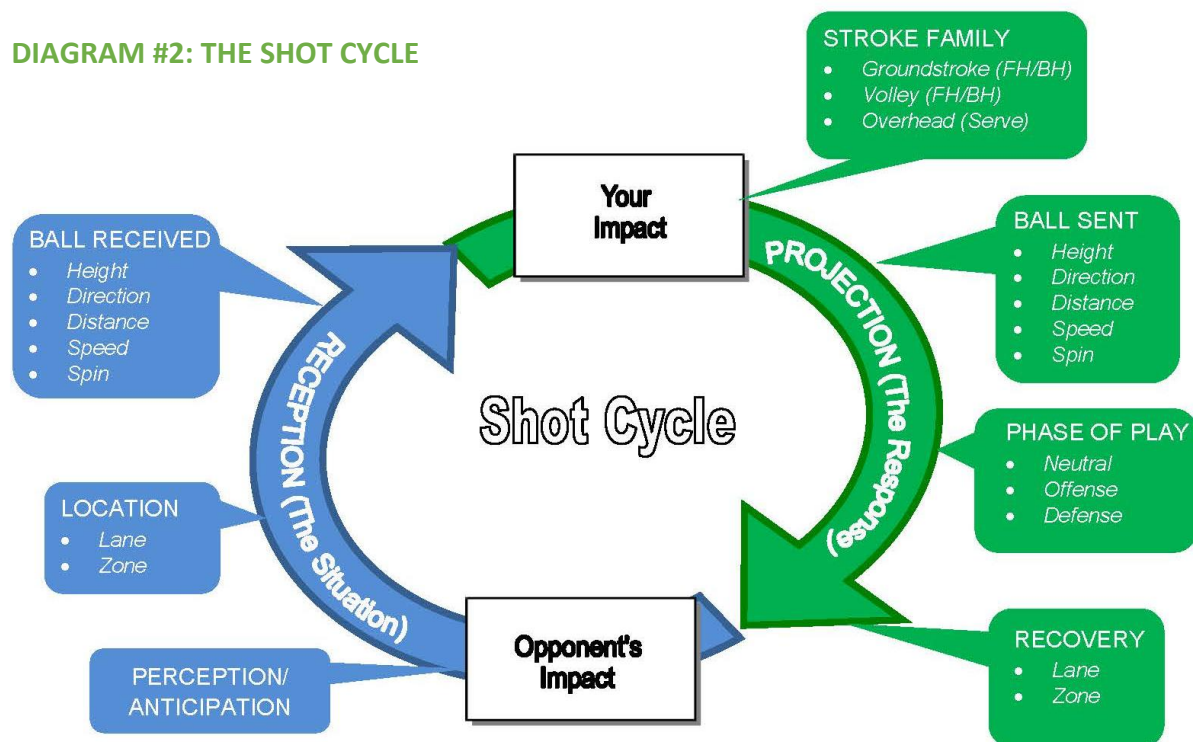 DIAGRAM #2: THE SHOT CYCLE
STROKE FAMILY
• Groundstroke (FH/BH)
• Volley (FH/BH)
• Overhead (Serve)
Your
Impact
BALL RECEIVED
• Height
• Direction
• Distance
• Speed
• Spin
BALL SENT
• Height
• Direction
• Distance
• Speed
• Spin
PROJECTION (The Response)
RECEPTION (The Situation)
Shot Cycle
PHASE OF PLAY
• Neutral
• Offense
• Defense
LOCATION
• Lane
• Zone
Opponent's
Impact
PERCEPTION/
ANTICIPATION
RECOVERY
• Lane
• Zone